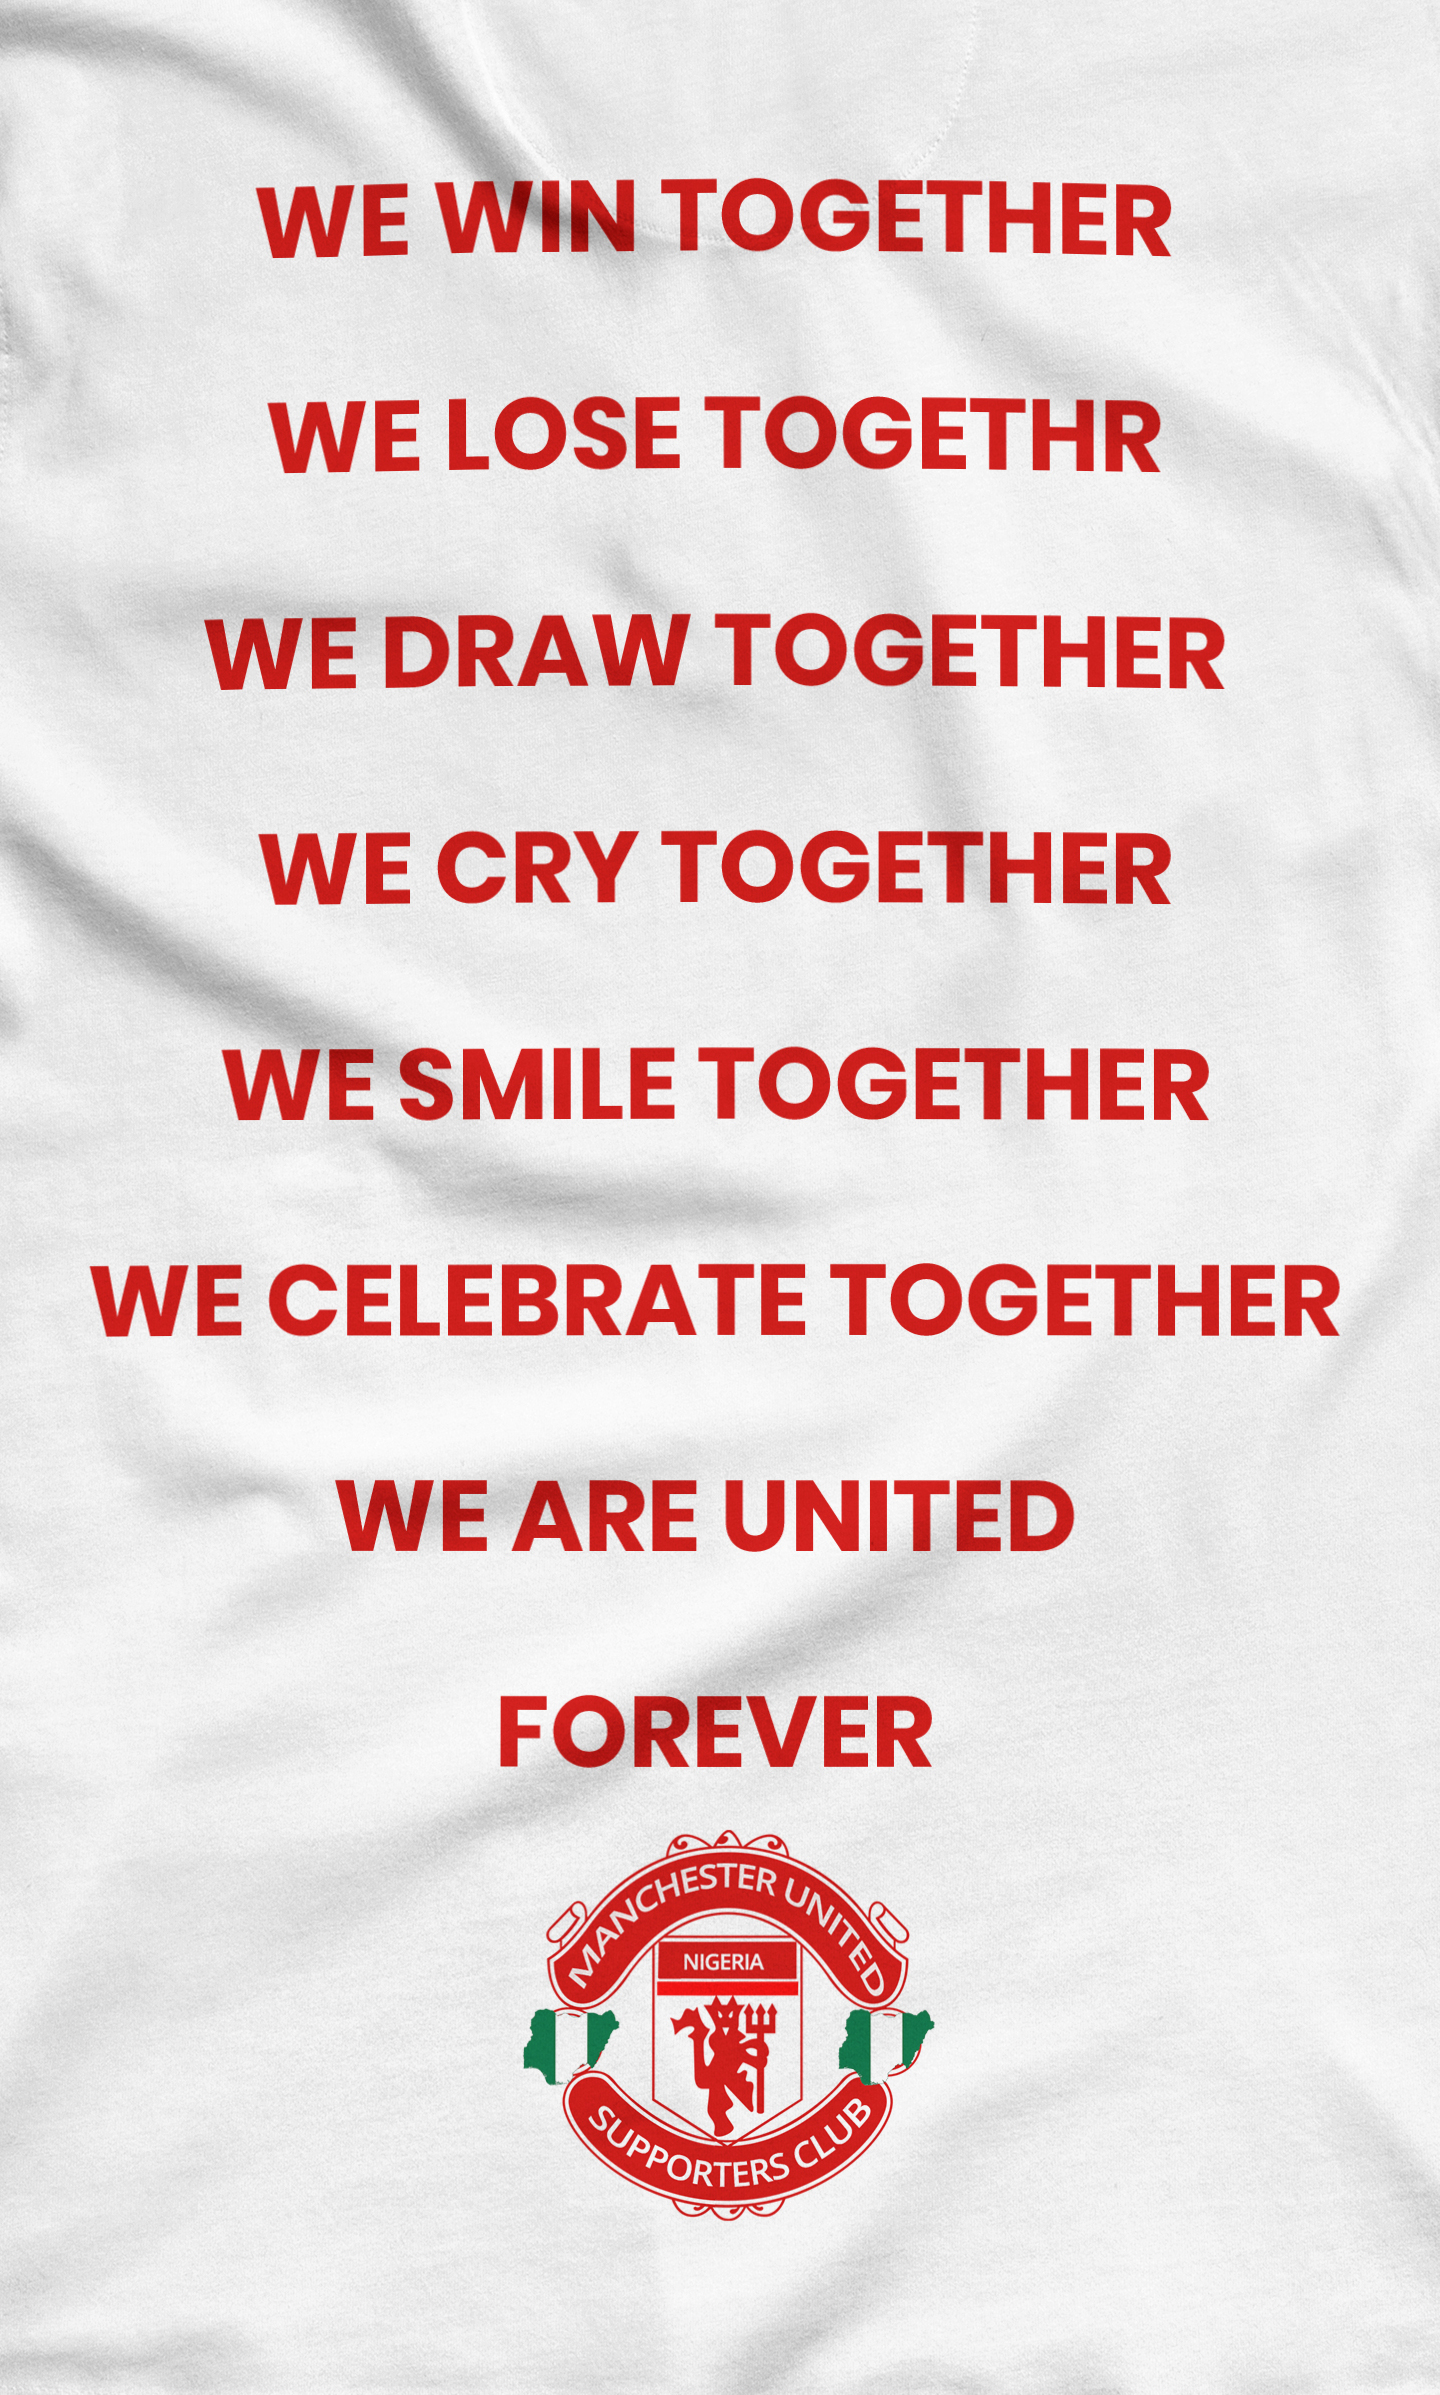 WE WIN TOGETHER
WE LOSE TOGETHR
WE DRAW TOGETHER
WE CRY TOGETHER
WE SMILE TOGETHER
WE CELEBRATE TOGETHER
WE ARE UNITED
FOREVER
MANCHESTER UNITED
NIGERIA
SUPPORTERS CLUB